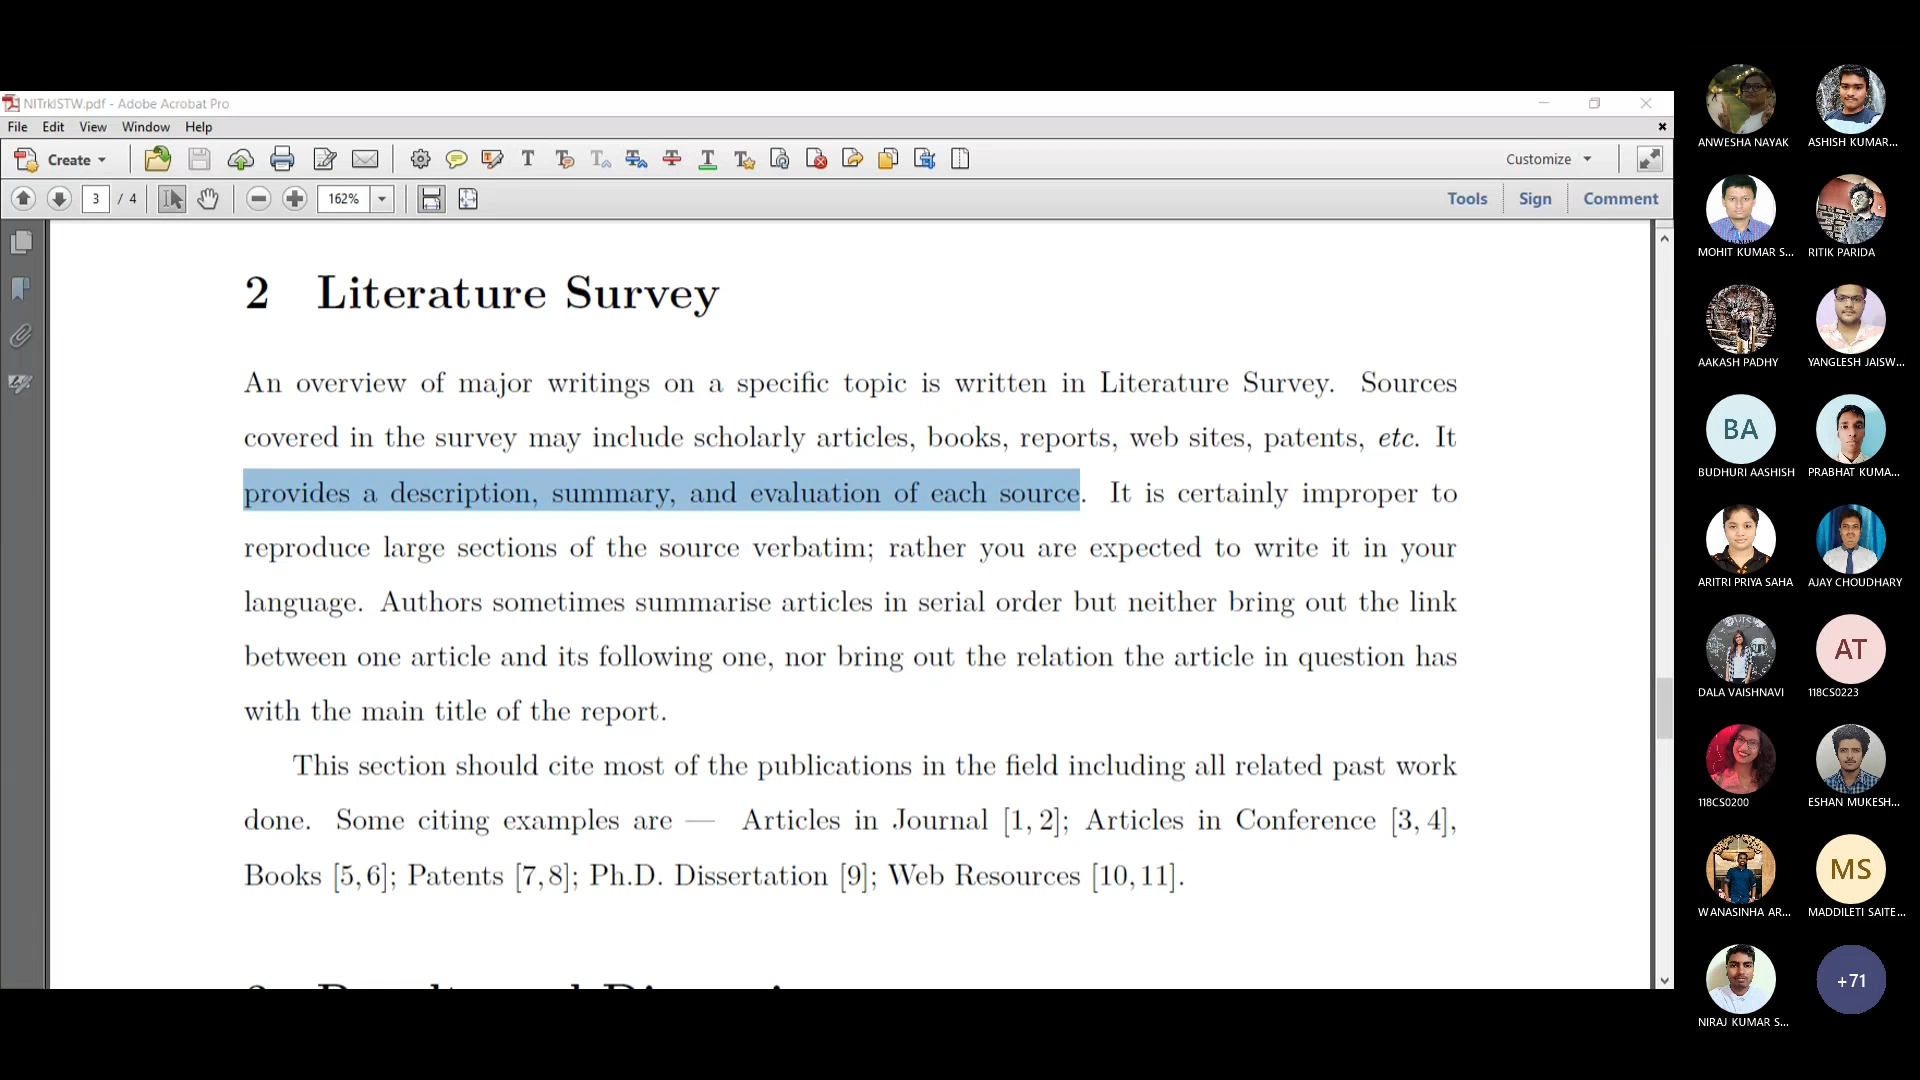 NITrklSTW.pdf - Adobe Acrobat Pro
File Edit View Window Help
Create
Customize
3 / 4
162%
Tools Sign Comment
2 Literature Survey
An overview of major writings on a specific topic is written in Literature Survey. Sources
covered in the survey may include scholarly articles, books, reports, web sites, patents, etc. It
provides a description, summary, and evaluation of each source. It is certainly improper to
reproduce large sections of the source verbatim; rather you are expected to write it in your
language. Authors sometimes summarise articles in serial order but neither bring out the link
between one article and its following one, nor bring out the relation the article in question has
with the main title of the report.
This section should cite most of the publications in the field including all related past work
done. Some citing examples are — Articles in Journal [1, 2]; Articles in Conference [3, 4],
Books [5, 6]; Patents [7, 8]; Ph.D. Dissertation [9]; Web Resources [10, 11].
ANWESHA NAYAK ASHISH KUMAR...
MOHIT KUMAR S... RITIK PARIDA
AAKASH PADHY YANGLESH JAISW...
BA
BUDHURI AASHISH PRABHAT KUMA...
ARITRI PRIYA SAHA AJAY CHOUDHARY
AT
DALA VAISHNAVI 118CS0223
118CS0200 ESHAN MUKESH...
MS
WANASINHA AR... MADDILETI SAITE...
+71
NIRAJ KUMAR S...